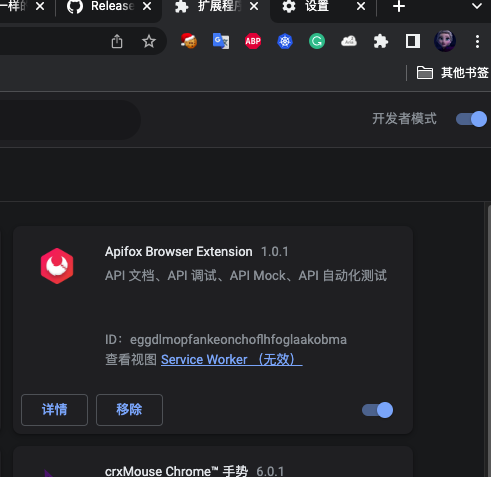 一样的
Release
扩展程序
设置
ABP
其他书签
开发者模式
Apifox Browser Extension 1.0.1
API 文档、API 调试、API Mock、API 自动化测试
ID：eggdlmopfankeonchoflhfoglaakobma
查看视图 Service Worker （无效）
详情
移除
crxMouse Chrome™ 手势 6.0.1